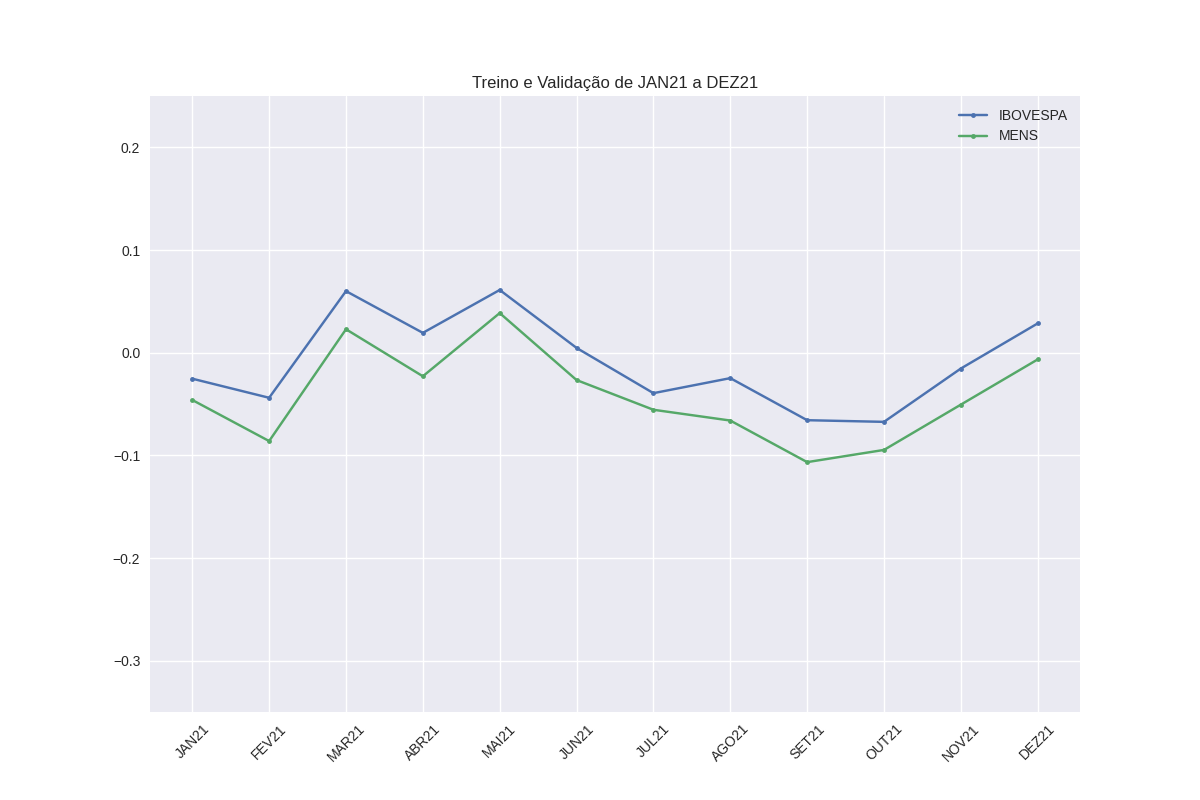 Treino e Validação de JAN21 a DEZ21
IBOVESPA
MENS
0.2
0.1
0.0
−0.1
−0.2
−0.3
JAN21
FEV21
MAR21
ABR21
MAI21
JUN21
JUL21
AGO21
SET21
OUT21
NOV21
DEZ21